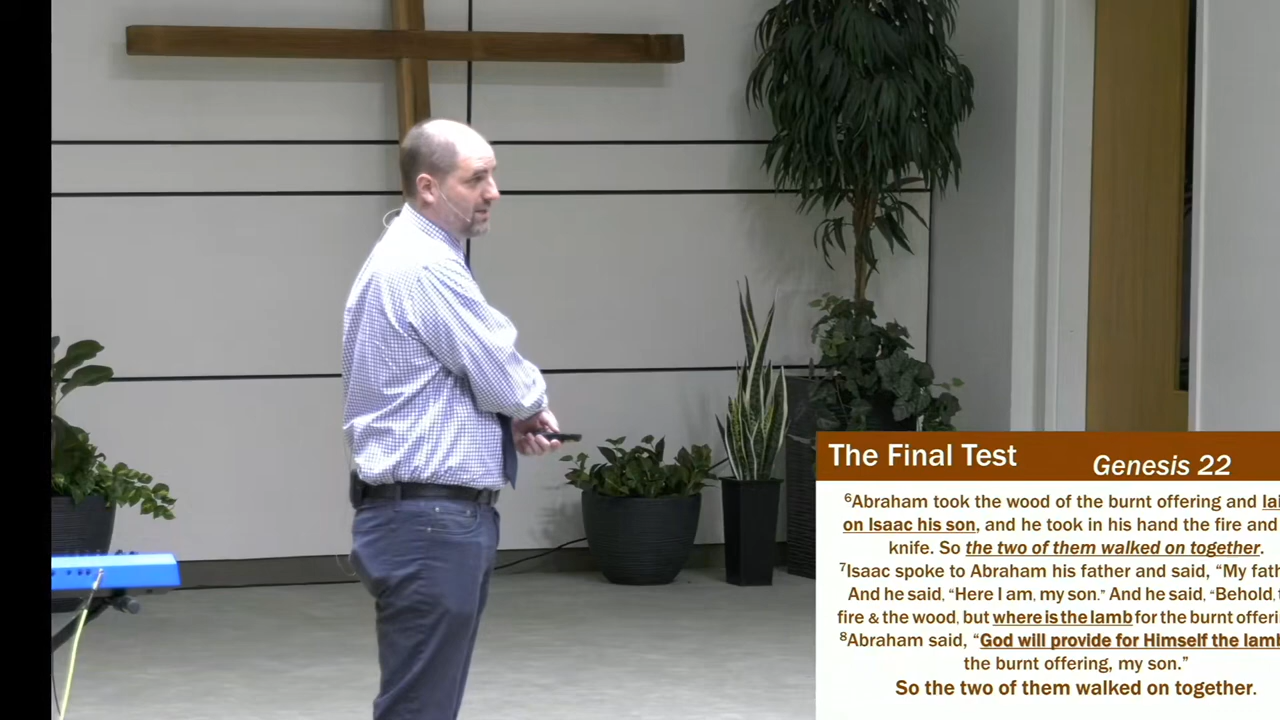 The Final Test
Genesis 22
6Abraham took the wood of the burnt offering and
on Isaac his son, and he took in his hand the fire and
knife. So the two of them walked on together.
7Isaac spoke to Abraham his father and said, “My
And he said, “Here I am, my son.” And he said, “Behold,
fire & the wood, but where is the lamb for the burnt
8Abraham said, “God will provide for Himself the lamb
the burnt offering, my son.”
So the two of them walked on together.